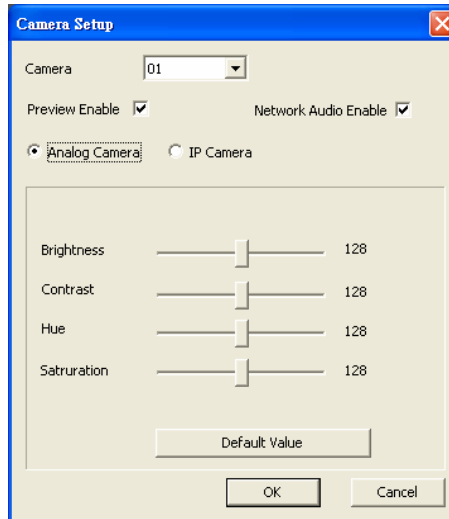 Camera Setup
Camera 01
Preview Enable Network Audio Enable
Analog Camera IP Camera
Brightness 128
Contrast 128
Hue 128
Satruration 128
Default Value
OK Cancel